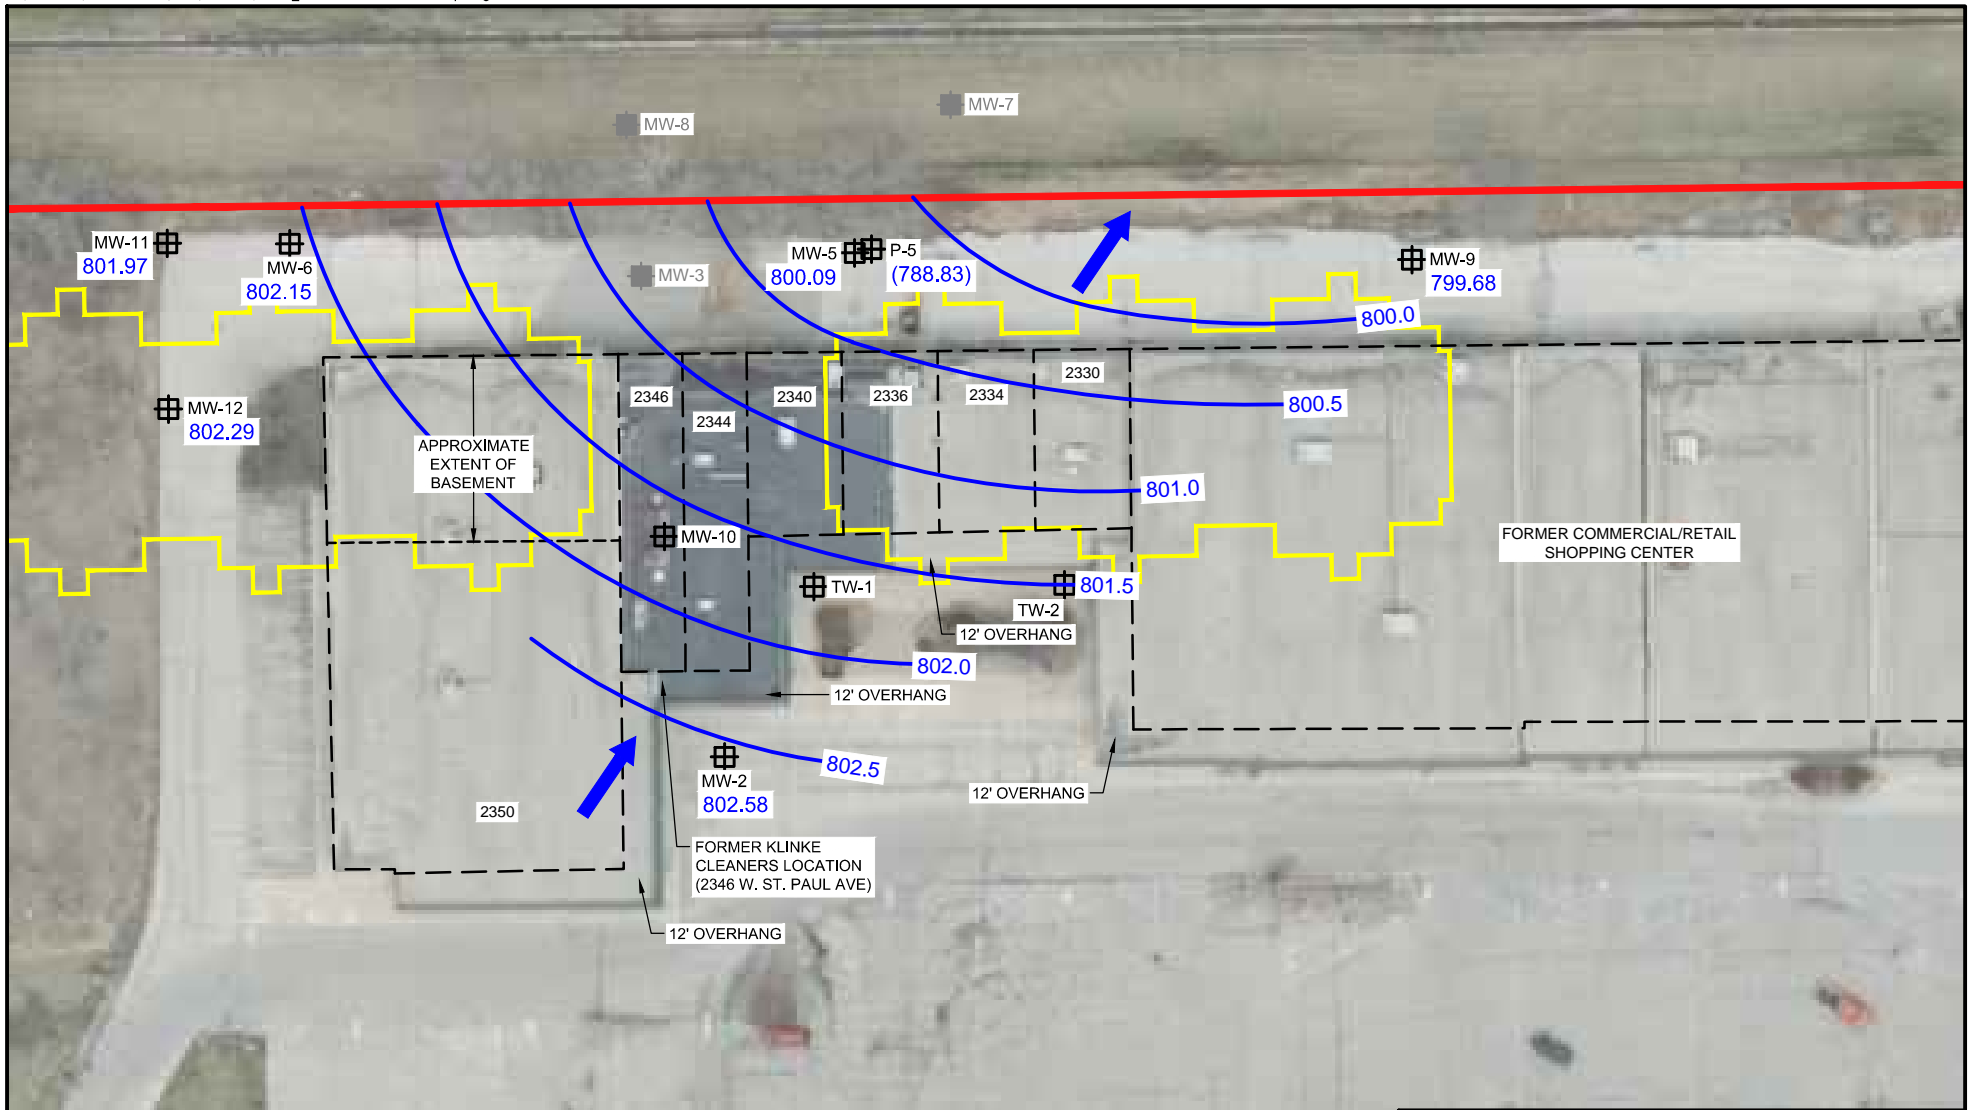 MW-7
MW-8
MW-11
801.97
MW-6
802.15
MW-3
MW-5
800.09
P-5
(788.83)
MW-9
799.68
800.0
2330
2346
2340
2336
2334
800.5
2344
MW-12
802.29
APPROXIMATE
EXTENT OF
BASEMENT
801.0
MW-10
FORMER COMMERCIAL/RETAIL
SHOPPING CENTER
TW-1
801.5
TW-2
12' OVERHANG
802.0
12' OVERHANG
802.5
MW-2
802.58
12' OVERHANG
2350
FORMER KLINKE
CLEANERS LOCATION
(2346 W. ST. PAUL AVE)
12' OVERHANG